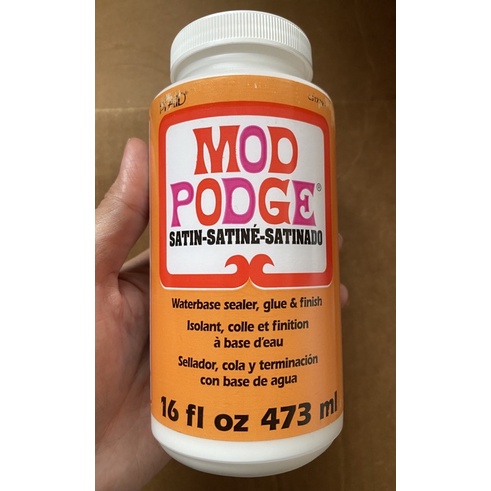 MOD
PODGE®
SATIN-SATINÉ-SATINADO
Waterbase sealer, glue & finish
Isolant, colle et finition
à base d'eau
Sellador, cola y terminación
con base de agua
16 fl oz 473 ml